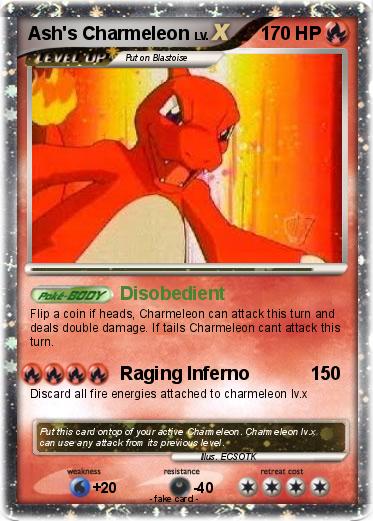 Ash's Charmeleon LV. X 170 HP
LEVEL-UP Put on Blastoise
Poké-BODY Disobedient
Flip a coin if heads, Charmeleon can attack this turn and
deals double damage. If tails Charmeleon cant attack this
turn.
Raging Inferno 150
Discard all fire energies attached to charmeleon lv.x
Put this card ontop of your active Charmeleon. Charmeleon lv.x
can use any attack from its previous level.
Illus. ECSOTK
weakness resistance retreat cost
+20 -40
- fake card -